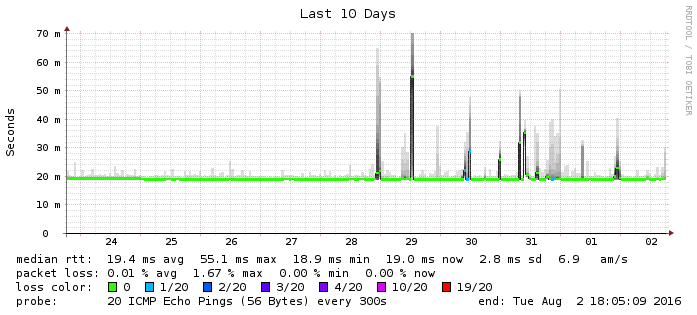 Last 10 Days
RRDTOOL / TOBI OETIKER
Seconds
70 m
60 m
50 m
40 m
30 m
20 m
10 m
0
24 25 26 27 28 29 30 31 01 02
median rtt: 19.4 ms avg 55.1 ms max 18.9 ms min 19.0 ms now 2.8 ms sd 6.9 am/s
packet loss: 0.01 % avg 1.67 % max 0.00 % min 0.00 % now
loss color: 0 1/20 2/20 3/20 4/20 10/20 19/20
probe: 20 ICMP Echo Pings (56 Bytes) every 300s end: Tue Aug 2 18:05:09 2016